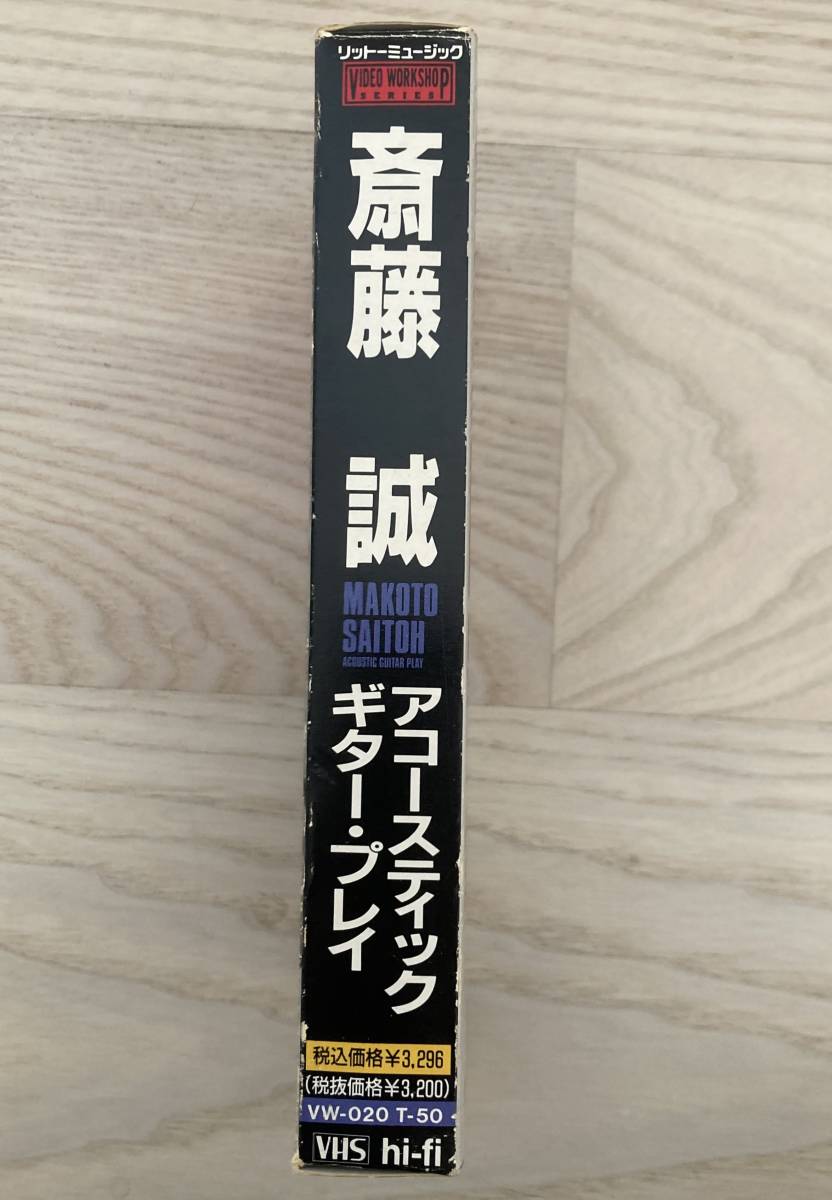 リットーミュージック
VIDEO WORKSHOP
SERIES
斎藤 誠
MAKOTO
SAITOH
ACOUSTIC GUITAR PLAY
アコースティック
ギター・プレイ
税込価格¥3,296
(税抜価格¥3,200)
VW-020 T-50
VHS hi-fi